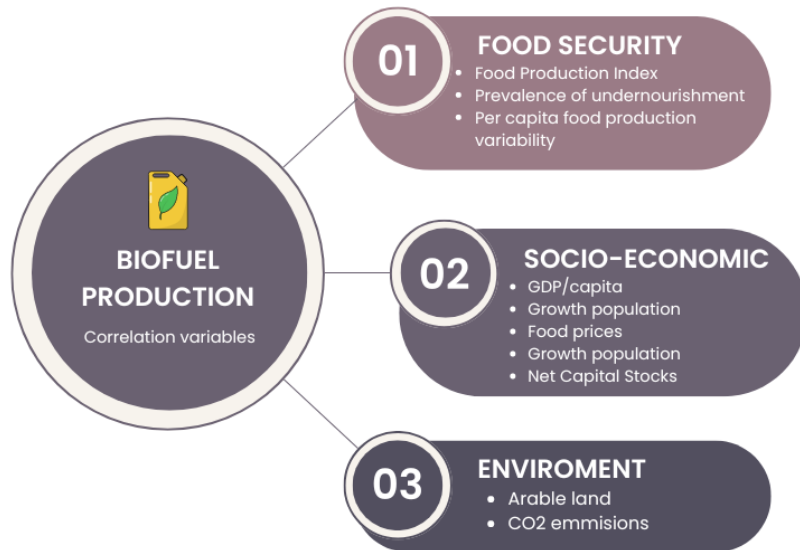 BIOFUEL
PRODUCTION
Correlation variables
01
FOOD SECURITY
• Food Production Index
• Prevalence of undernourishment
• Per capita food production
variability
02
SOCIO-ECONOMIC
• GDP/capita
• Growth population
• Food prices
• Growth population
• Net Capital Stocks
03
ENVIROMENT
• Arable land
• CO2 emmisions